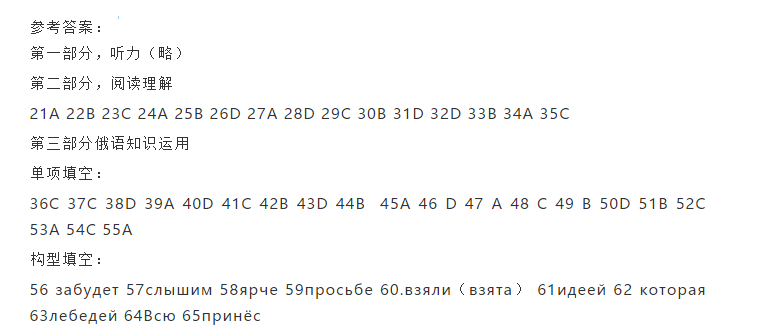 参考答案：
第一部分，听力（略）
第二部分，阅读理解
21A 22B 23C 24A 25B 26D 27A 28D 29C 30B 31D 32D 33B 34A 35C
第三部分俄语知识运用
单项填空：
36C 37C 38D 39A 40D 41C 42B 43D 44B 45A 46 D 47 A 48 C 49 B 50D 51B 52C
53A 54C 55A
构型填空：
56 забудет 57слышим 58ярче 59просьбе 60.взяли（взята） 61идеей 62 которая
63лебедей 64Всю 65принёс